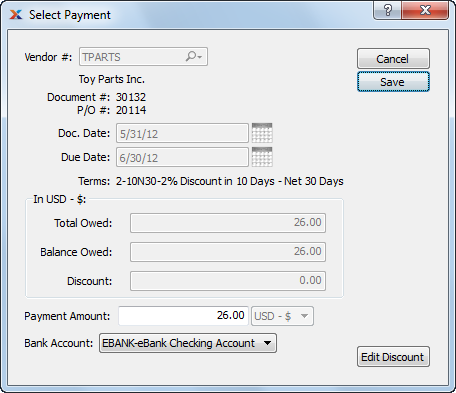 Select Payment
?
Vendor #: TPARTS
Cancel
Toy Parts Inc.
Save
Document #: 30132
P/O #: 20114
Doc. Date: 5/31/12
Due Date: 6/30/12
Terms: 2-10N30-2% Discount in 10 Days - Net 30 Days
In USD - $:
Total Owed: 26.00
Balance Owed: 26.00
Discount: 0.00
Payment Amount: 26.00 USD - $
Bank Account: EBANK-eBank Checking Account
Edit Discount